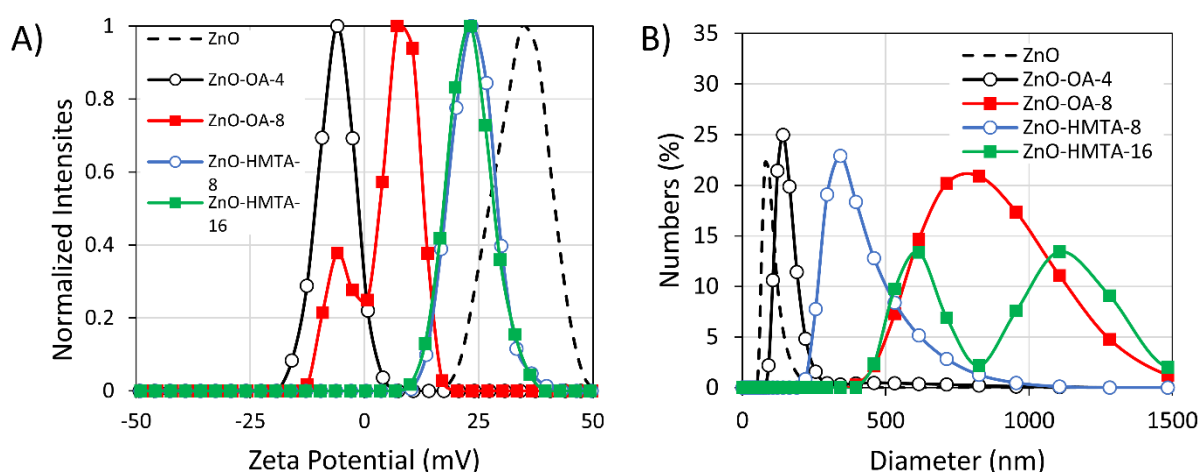 A)
Normalized Intensites
1
0.8
0.6
0.4
0.2
0
-50
-25
0
25
50
Zeta Potential (mV)
ZnO
ZnO-OA-4
ZnO-OA-8
ZnO-HMTA-
8
ZnO-HMTA-
16
B)
Numbers (%)
35
30
25
20
15
10
5
0
0
500
1000
1500
Diameter (nm)
ZnO
ZnO-OA-4
ZnO-OA-8
ZnO-HMTA-8
ZnO-HMTA-16